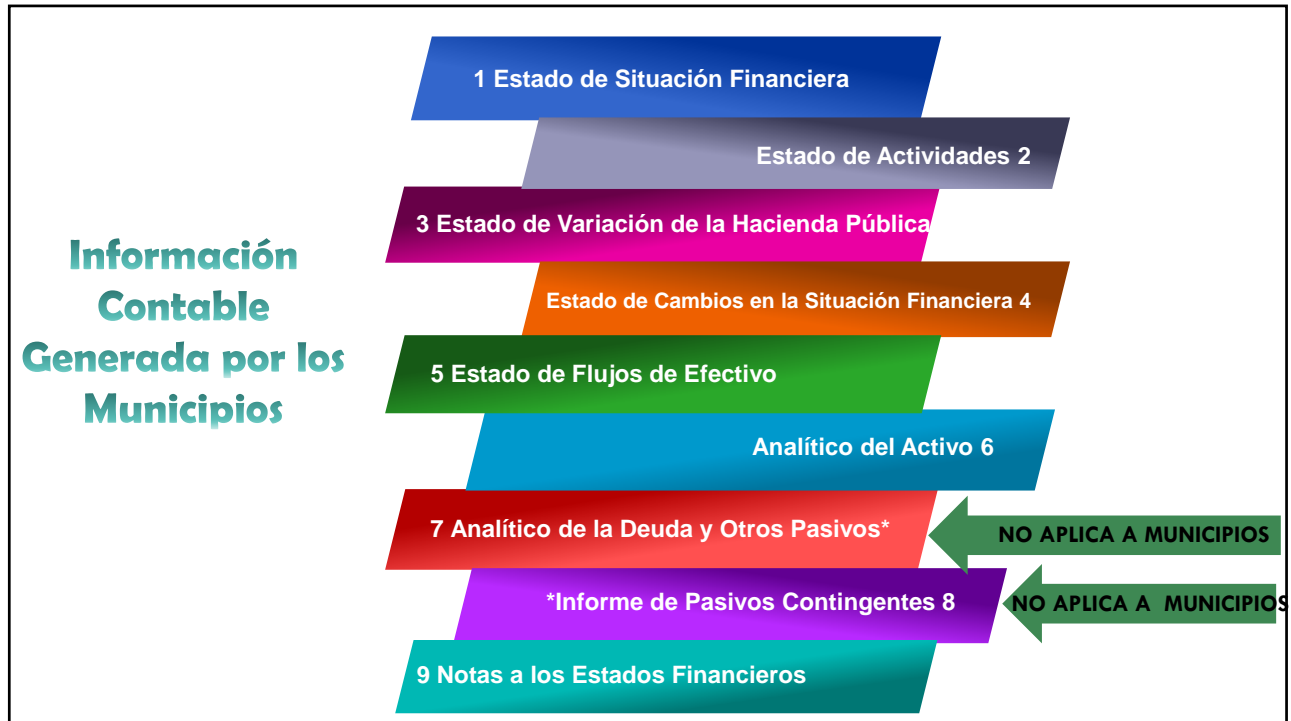 Información
Contable
Generada por los
Municipios
1 Estado de Situación Financiera
Estado de Actividades 2
3 Estado de Variación de la Hacienda Pública
Estado de Cambios en la Situación Financiera 4
5 Estado de Flujos de Efectivo
Analítico del Activo 6
7 Analítico de la Deuda y Otros Pasivos*
NO APLICA A MUNICIPIOS
*Informe de Pasivos Contingentes 8
NO APLICA A MUNICIPIOS
9 Notas a los Estados Financieros